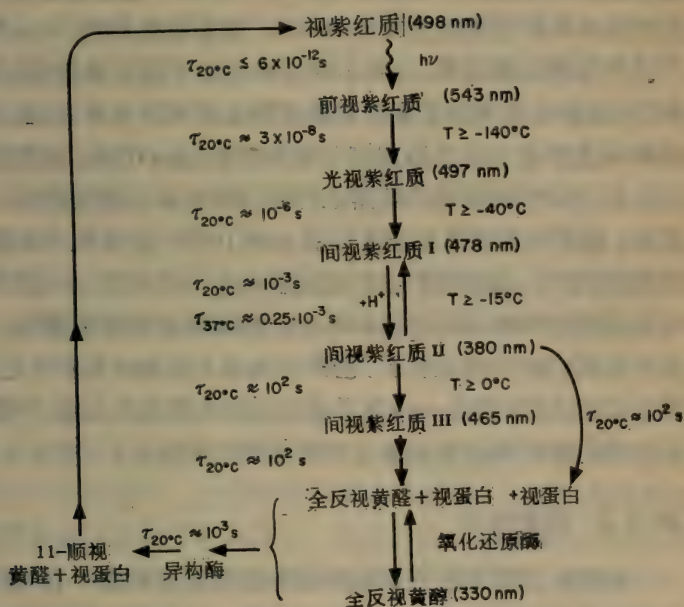 视紫红质 (498 nm)
τ20°C ≤ 6 x 10-12s
hν
前视紫红质 (543 nm)
τ20°C ≈ 3x10-8s
T ≥ -140°C
光视紫红质 (497 nm)
τ20°C ≈ 10-6s
T ≥ -40°C
间视紫红质 I (478 nm)
τ20°C ≈ 10-3s
+H+
T ≥ -15°C
τ37°C ≈ 0.25·10-3s
间视紫红质 II (380 nm)
τ20°C ≈ 102 s
T ≥ 0°C
间视紫红质 III (465 nm)
τ20°C ≈ 102s
τ20°C ≈ 102 s
全反视黄醛+视蛋白 +视蛋白
τ20°C ≈ 103s
氧化还原酶
11-顺视
黄醛+视蛋白
异构酶
全反视黄醇 (330 nm)